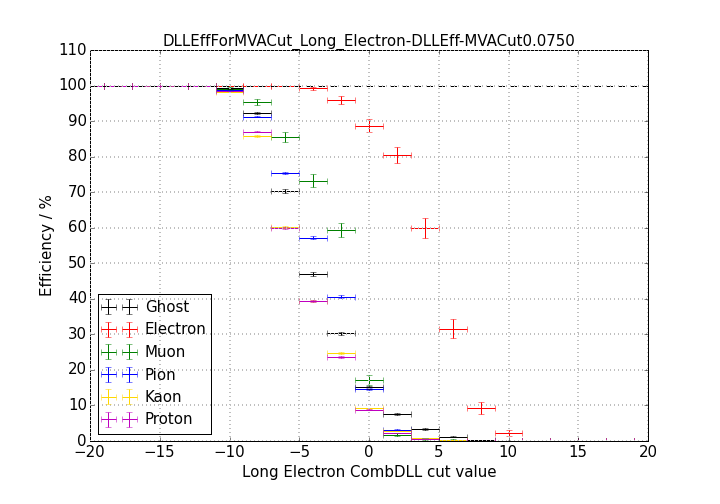 DLLEffForMVACut_Long_Electron-DLLEff-MVACut0.0750
110
100
90
80
70
60
50
40
30
20
10
0
Efficiency / %
Ghost
Electron
Muon
Pion
Kaon
Proton
−20 −15 −10 −5 0 5 10 15 20
Long Electron CombDLL cut value